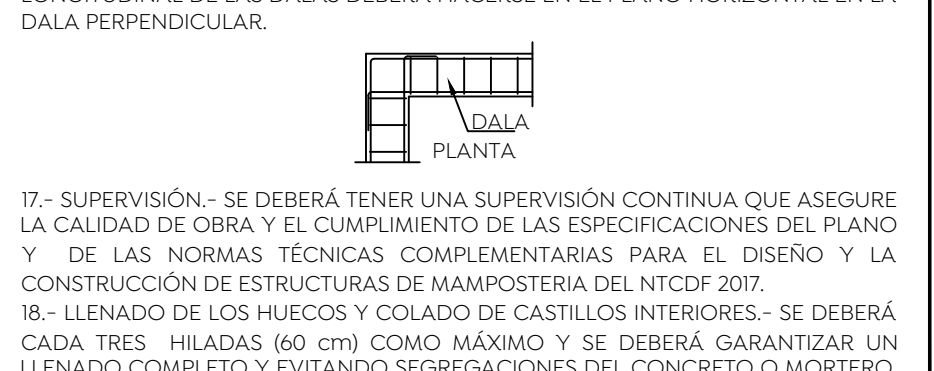 LONGITUDINAL DE LAS DALAS DEBERÁ HACERSE EN EL PLANO HORIZONTAL EN LA
DALA PERPENDICULAR.
DALA
PLANTA
17.- SUPERVISIÓN.- SE DEBERÁ TENER UNA SUPERVISIÓN CONTINUA QUE ASEGURE
LA CALIDAD DE OBRA Y EL CUMPLIMIENTO DE LAS ESPECIFICACIONES DEL PLANO
Y DE LAS NORMAS TÉCNICAS COMPLEMENTARIAS PARA EL DISEÑO Y LA
CONSTRUCCIÓN DE ESTRUCTURAS DE MAMPOSTERIA DEL NTCDF 2017.
18.- LLENADO DE LOS HUECOS Y COLADO DE CASTILLOS INTERIORES.- SE DEBERÁ
CADA TRES HILADAS (60 cm) COMO MÁXIMO Y SE DEBERÁ GARANTIZAR UN
LLENADO COMPLETO Y EVITANDO SEGREGACIONES DEL CONCRETO O MORTERO.